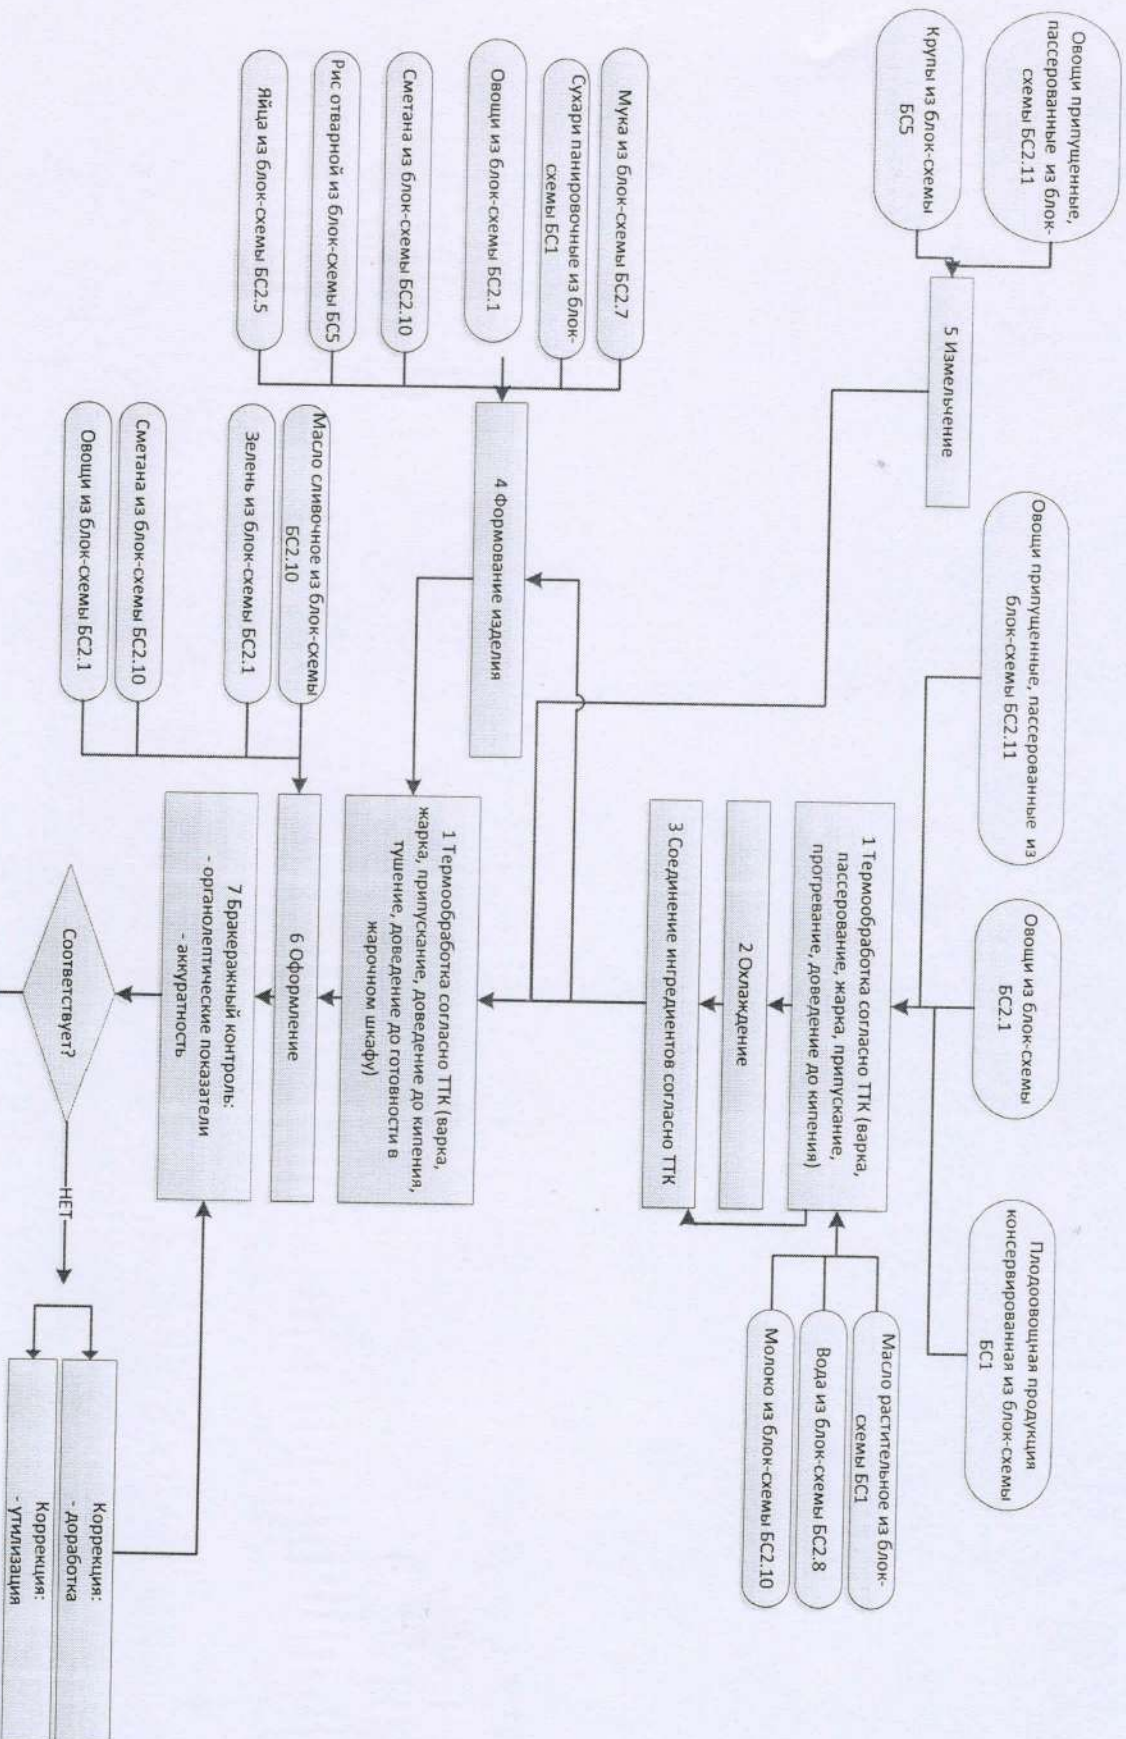 Овощи припущенные,
пассерованные из блок-
схемы БС2.11
Крупы из блок-схемы
БС5
5 Измельчение
Овощи припущенные, пассерованные из
блок-схемы БС2.11
Овощи из блок-схемы
БС2.1
Плодоовощная продукция
консервированная из блок-схемы
БС1
1 Термообработка согласно ТТК (варка,
пассерование, жарка, припускание,
прогревание, доведение до кипения)
Масло растительное из блок-
схемы БС1
Вода из блок-схемы БС2.8
Молоко из блок-схемы БС2.10
2 Охлаждение
3 Соединение ингредиентов согласно ТТК
Мука из блок-схемы БС2.7
Сухари панировочные из блок-
схемы БС1
Овощи из блок-схемы БС2.1
Сметана из блок-схемы БС2.10
Рис отварной из блок-схемы БС5
Яйца из блок-схемы БС2.5
4 Формование изделия
1 Термообработка согласно ТТК (варка,
жарка, припускание, доведение до кипения,
тушение, доведение до готовности в
жарочном шкафу)
Масло сливочное из блок-схемы
БС2.10
Зелень из блок-схемы БС2.1
Сметана из блок-схемы БС2.10
Овощи из блок-схемы БС2.1
6 Оформление
7 Бракеражный контроль:
- органолептические показатели
- аккуратность
Соответствует?
НЕТ
Коррекция:
- доработка
Коррекция:
- утилизация